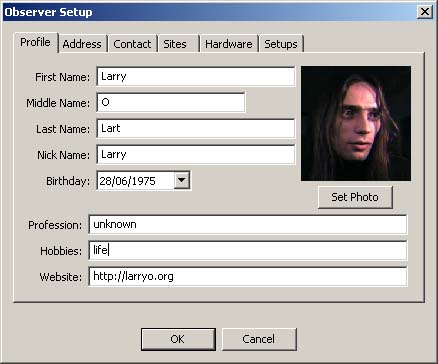 Observer Setup
Profile Address Contact Sites Hardware Setups
First Name: Larry
Middle Name: O
Last Name: Lart
Nick Name: Larry
Birthday: 28/06/1975
Set Photo
Profession: unknown
Hobbies: life
Website: http://larryo.org
OK Cancel